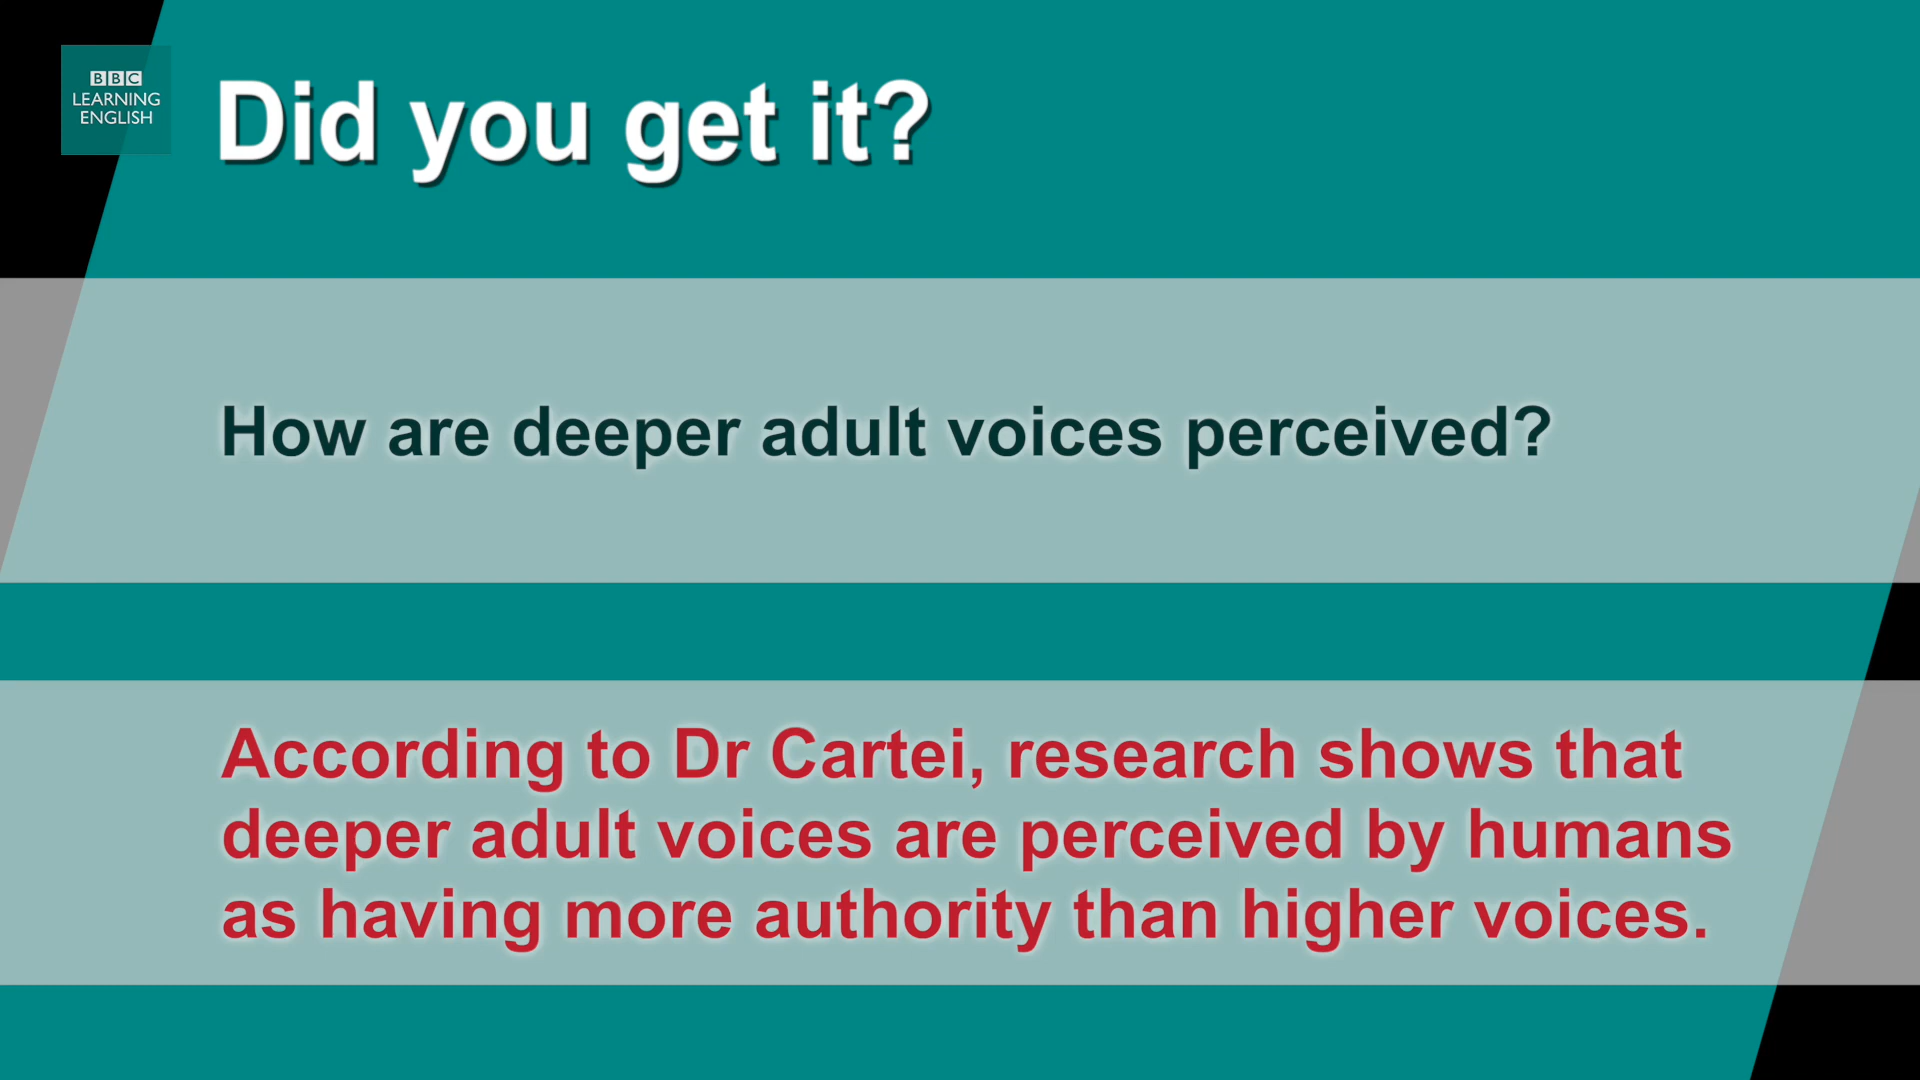 BBC
LEARNING
ENGLISH
Did you get it?
How are deeper adult voices perceived?
According to Dr Cartei, research shows that
deeper adult voices are perceived by humans
as having more authority than higher voices.